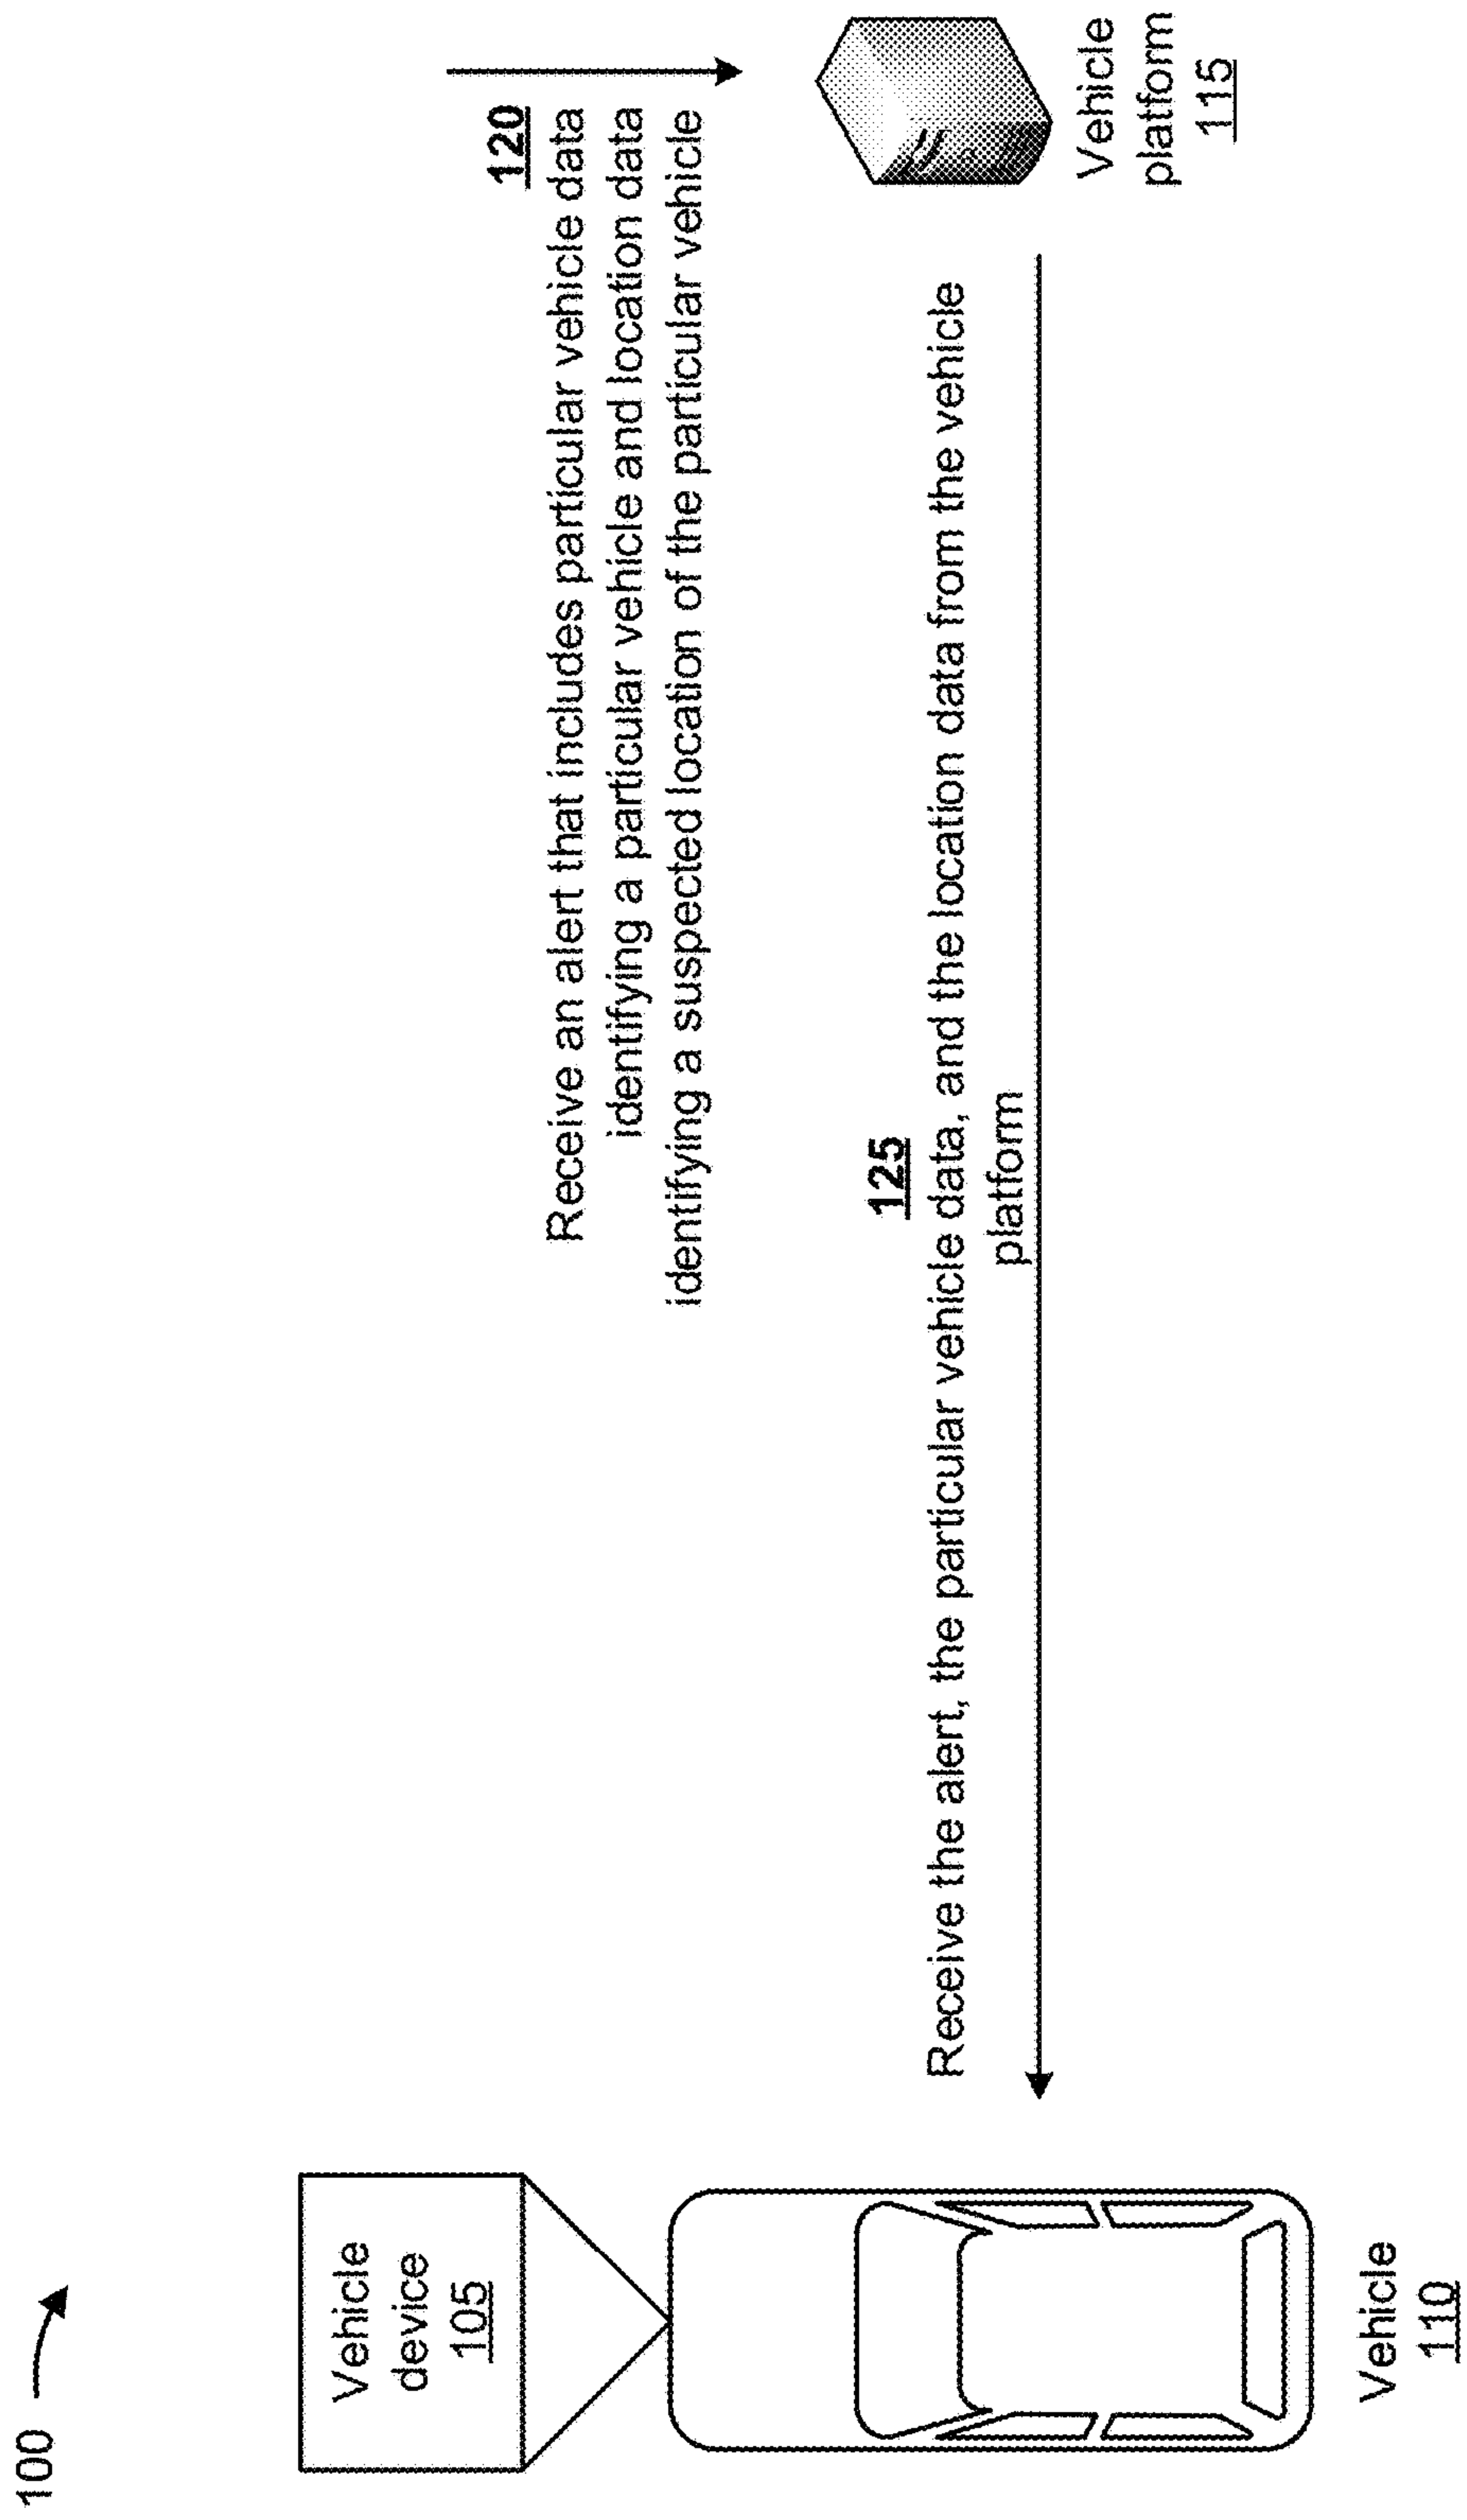 100
120
Receive an alert that includes particular vehicle data
identifying a particular vehicle and location data
identifying a suspected location of the particular vehicle
Vehicle
device
105
125
Receive the alert, the particular vehicle data, and the location data from the vehicle
platform
Vehicle
platform
115
Vehicle
110